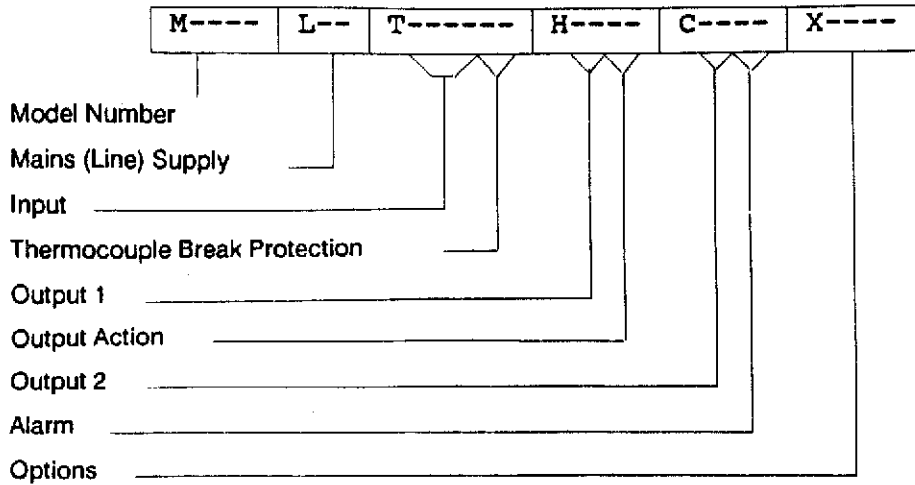 M---- L-- T------ H---- C---- X----
Model Number
Mains (Line) Supply
Input
Thermocouple Break Protection
Output 1
Output Action
Output 2
Alarm
Options